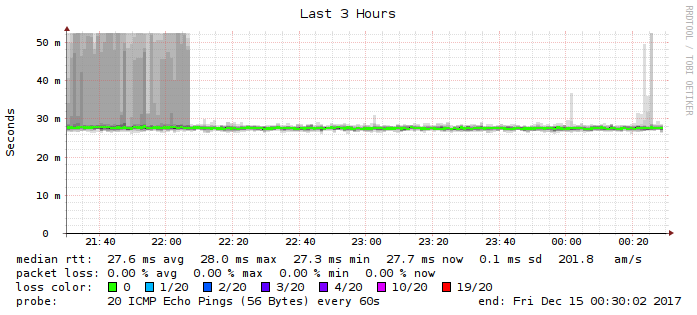 Last 3 Hours
RRDTOOL / TOBI OETIKER
Seconds
50 m
40 m
30 m
20 m
10 m
0
21:40 22:00 22:20 22:40 23:00 23:20 23:40 00:00 00:20
median rtt: 27.6 ms avg 28.0 ms max 27.3 ms min 27.7 ms now 0.1 ms sd 201.8 am/s
packet loss: 0.00 % avg 0.00 % max 0.00 % min 0.00 % now
loss color: 0 1/20 2/20 3/20 4/20 10/20 19/20
probe: 20 ICMP Echo Pings (56 Bytes) every 60s end: Fri Dec 15 00:30:02 2017